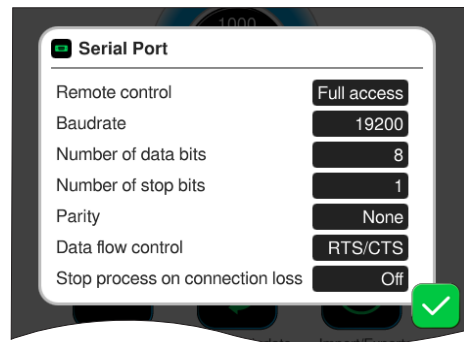 1000
Serial Port
Remote control Full access
Baudrate 19200
Number of data bits 8
Number of stop bits 1
Parity None
Data flow control RTS/CTS
Stop process on connection loss Off